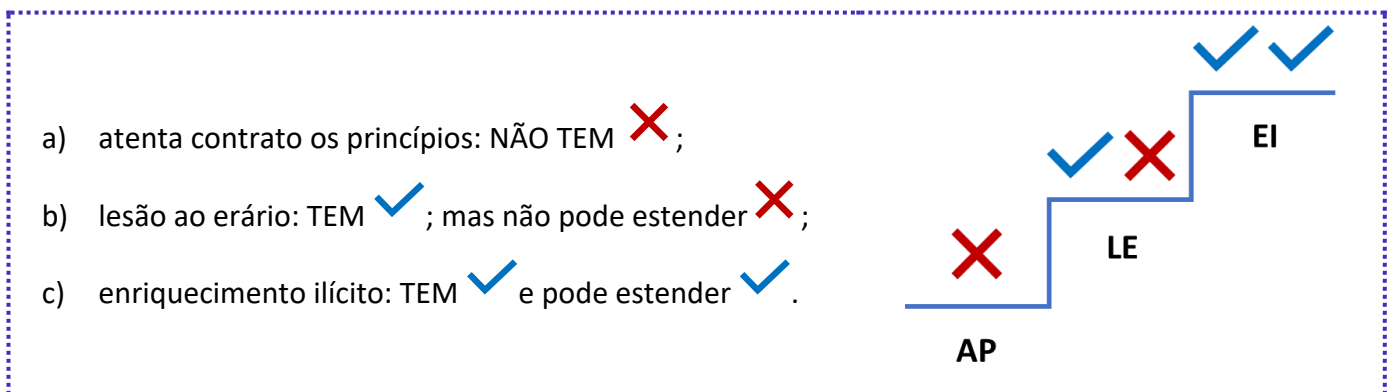 a) atenta contrato os princípios: NÃO TEM ❌ ;
b) lesão ao erário: TEM ✓ ; mas não pode estender ❌ ;
c) enriquecimento ilícito: TEM ✓ e pode estender ✓ .
EI
LE
AP